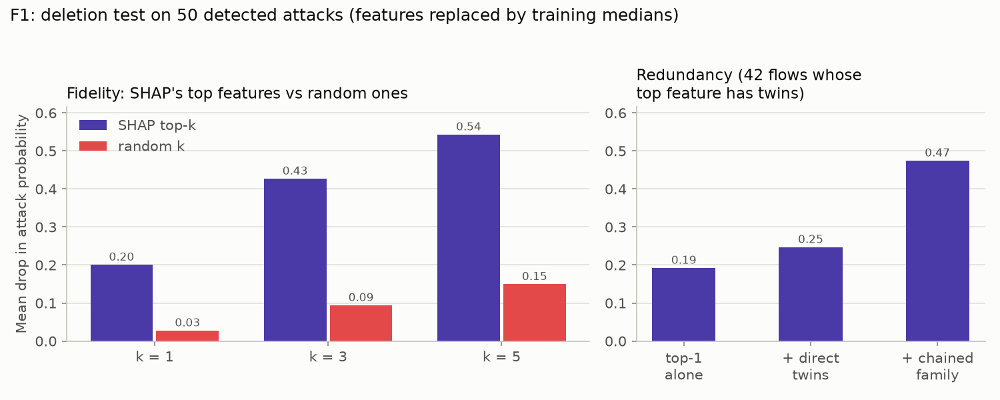 F1: deletion test on 50 detected attacks (features replaced by training medians)
Fidelity: SHAP's top features vs random ones
Mean drop in attack probability
0.6
0.5
0.4
0.3
0.2
0.1
0.0
SHAP top-k
random k
0.20
0.03
0.43
0.09
0.54
0.15
k = 1
k = 3
k = 5
Redundancy (42 flows whose
top feature has twins)
0.6
0.5
0.4
0.3
0.2
0.1
0.0
0.19
0.25
0.47
top-1
alone
+ direct
twins
+ chained
family